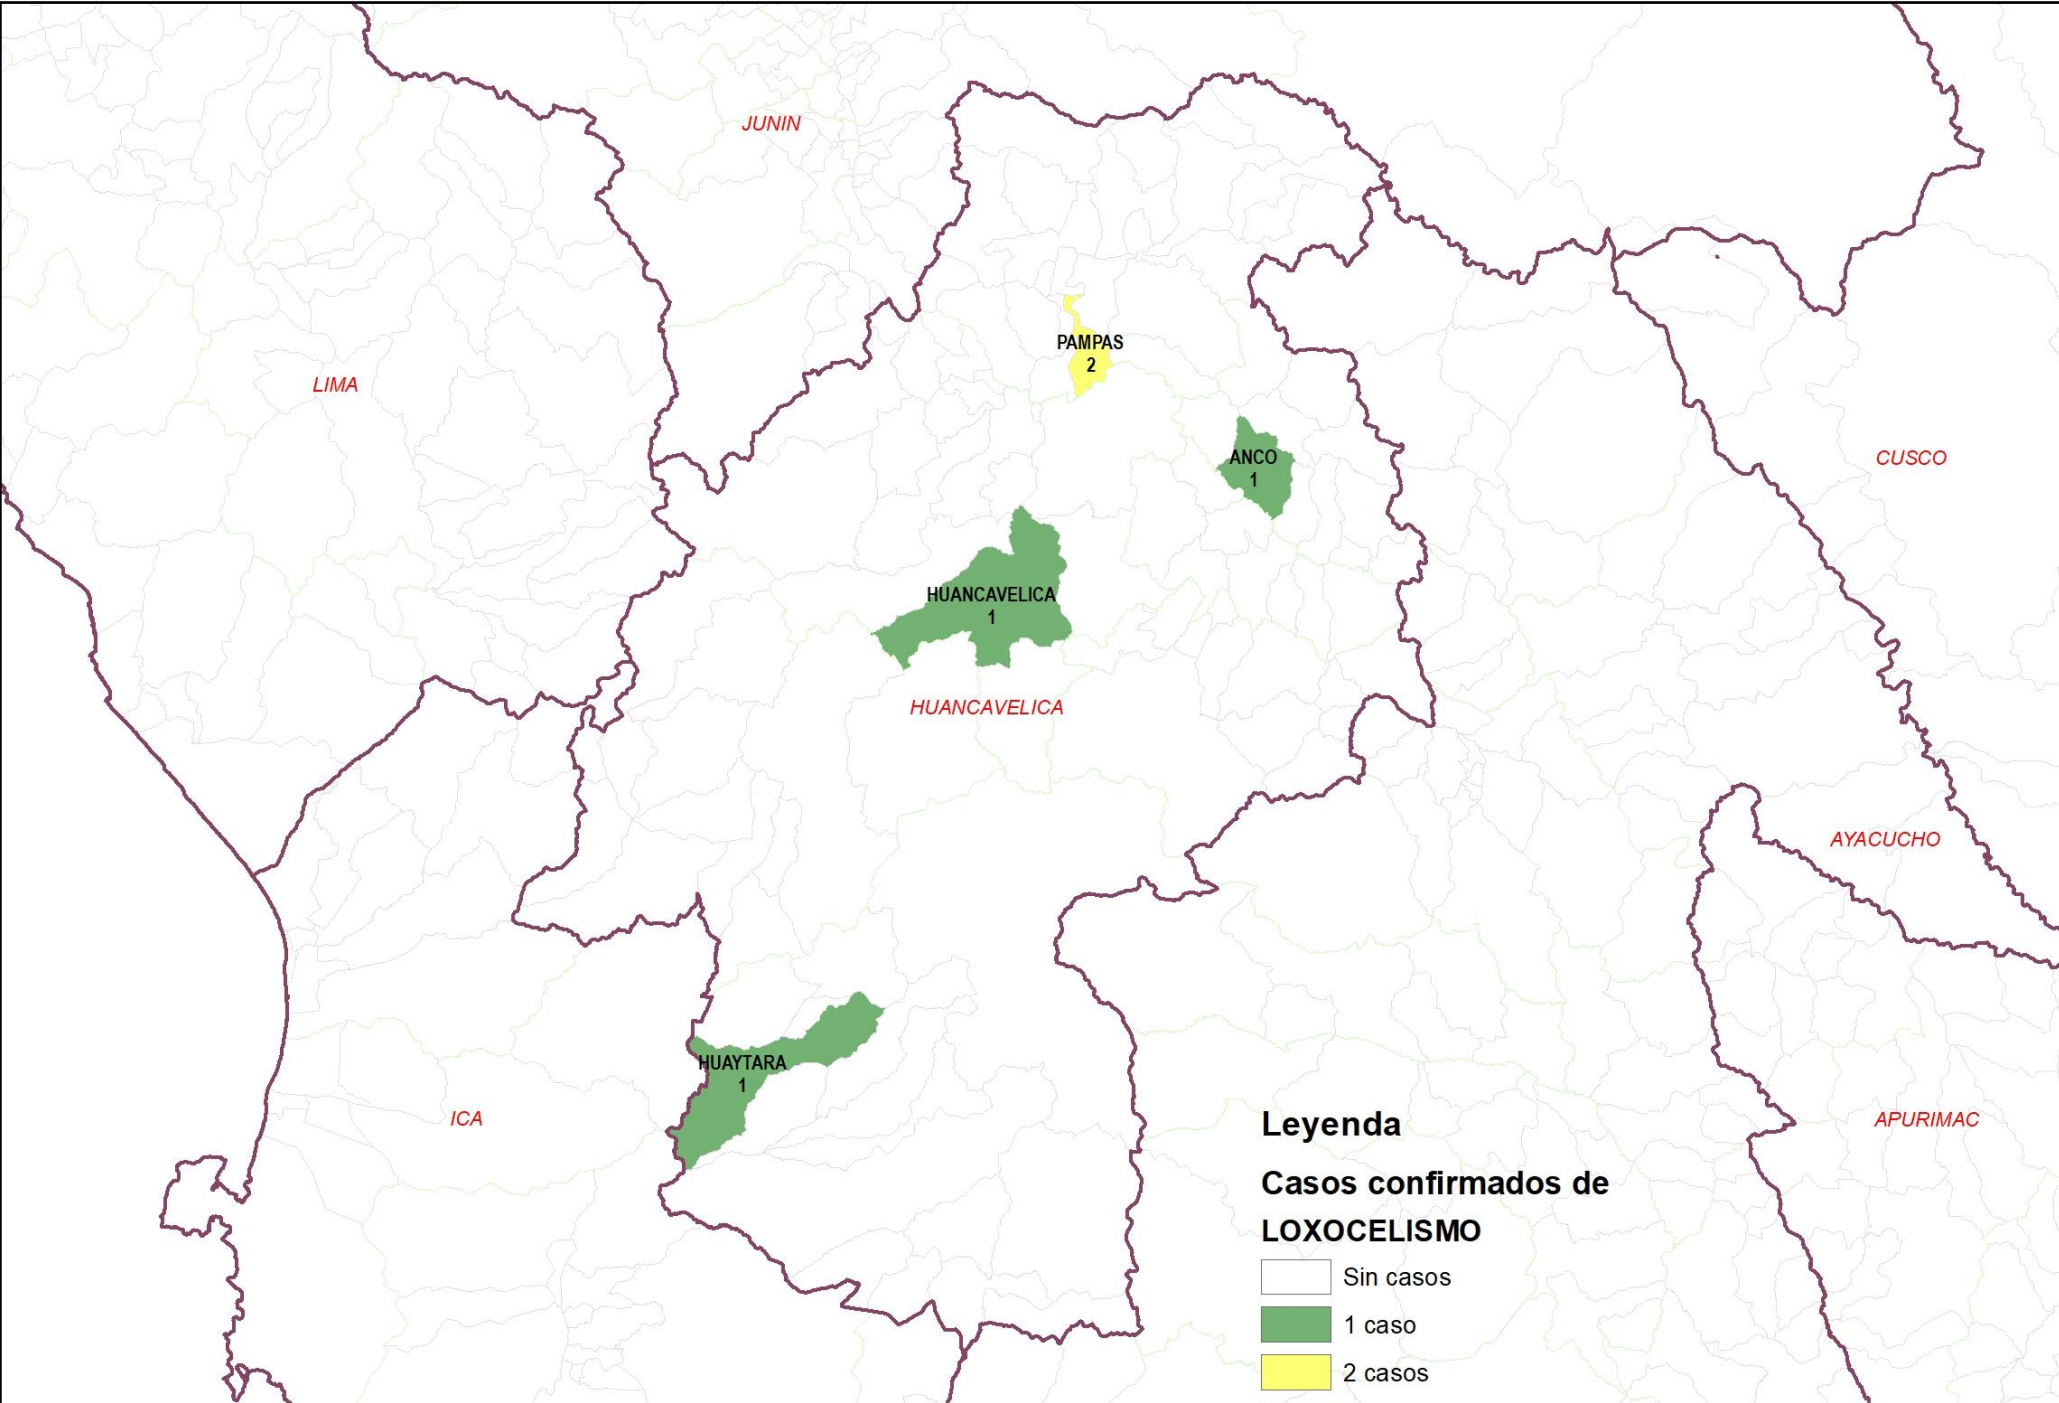 JUNIN
PAMPAS
2
LIMA
ANCO
1
CUSCO
HUANCAVELICA
1
HUANCAVELICA
AYACUCHO
HUAYTARA
1
ICA
APURIMAC
Leyenda
Casos confirmados de
LOXOCELISMO
Sin casos
1 caso
2 casos